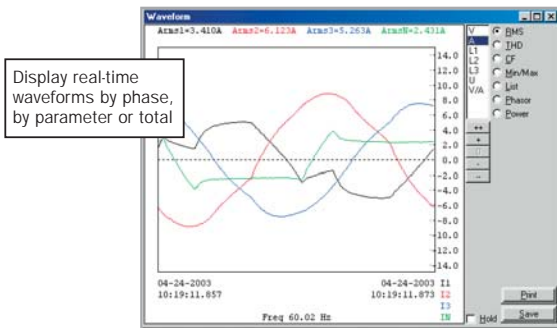 Waveform
Arms1=3.410A Arms2=6.123A Arms3=5.263A ArmsN=2.431A
Display real-time
waveforms by phase,
by parameter or total
14.0
12.0
10.0
8.0
6.0
4.0
2.0
0.0
-2.0
-4.0
-6.0
-8.0
10.0
12.0
14.0
04-24-2003
10:19:11.857
04-24-2003
10:19:11.873
I1
I2
I3
IN
Freq 60.02 Hz
V
A
L1
L2
L3
U
V/A
RMS
THD
CF
Min/Max
List
Phasor
Power
++
+
0
-
--
Print
Hold
Save